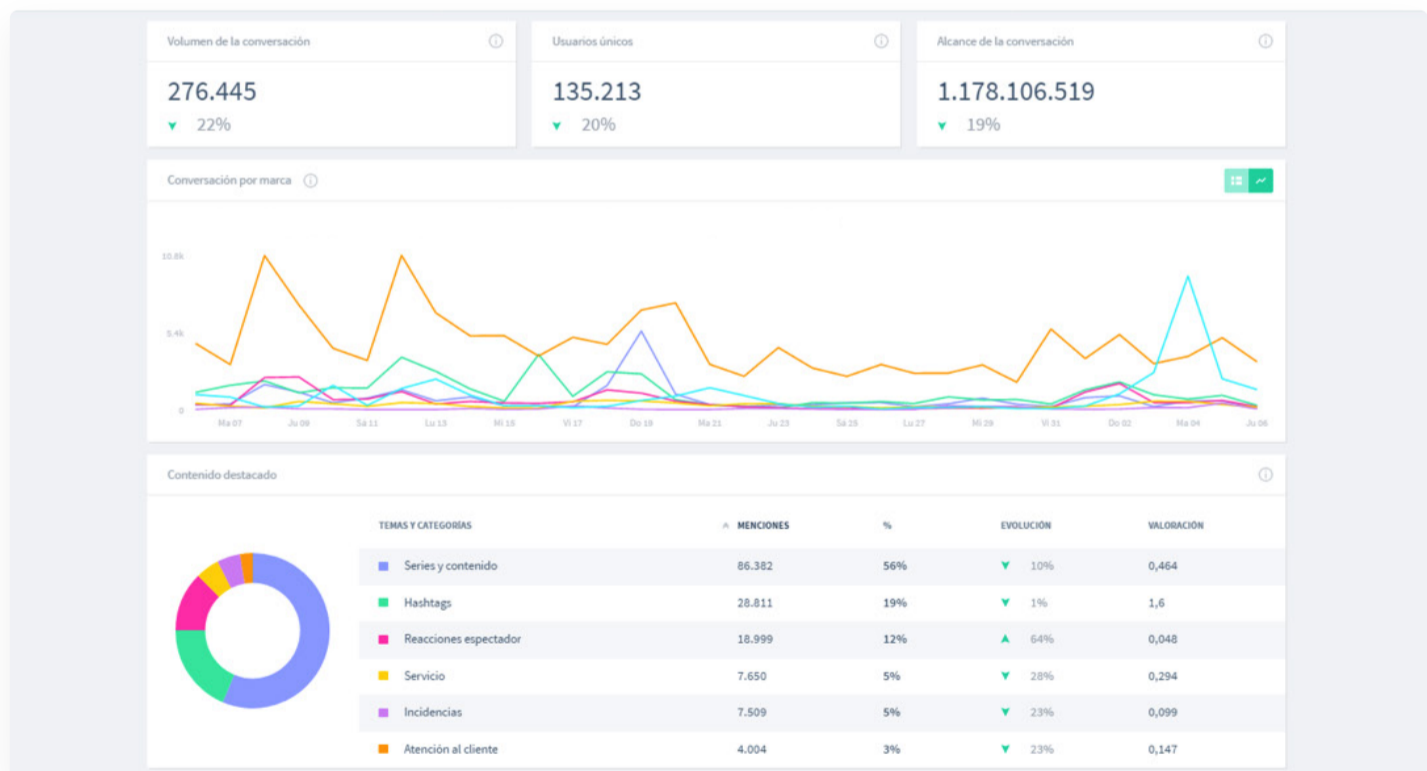 Volumen de la conversación
Usuarios únicos
Alcance de la conversación
276.445
135.213
1.178.106.519
22%
20%
19%
Conversación por marca
10.8k
5.4k
0
Ma 07 Ju 09 Sá 11 Lu 13 Mi 15 Vi 17 Do 19 Ma 21 Ju 23 Sá 25 Lu 27 Mi 29 Vi 31 Do 02 Ma 04 Ju 06
Contenido destacado
TEMAS Y CATEGORÍAS MENCIONES % EVOLUCIÓN VALORACIÓN
Series y contenido 86.382 56% 10% 0,464
Hashtags 28.811 19% 1% 1,6
Reacciones espectador 18.999 12% 64% 0,048
Servicio 7.650 5% 28% 0,294
Incidencias 7.509 5% 23% 0,099
Atención al cliente 4.004 3% 23% 0,147